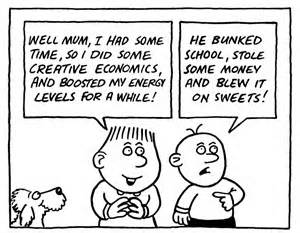 WELL MUM, I HAD SOME
TIME, SO I DID SOME
CREATIVE ECONOMICS,
AND BOOSTED MY ENERGY
LEVELS FOR A WHILE!
HE BUNKED
SCHOOL, STOLE
SOME MONEY
AND BLEW IT
ON SWEETS!